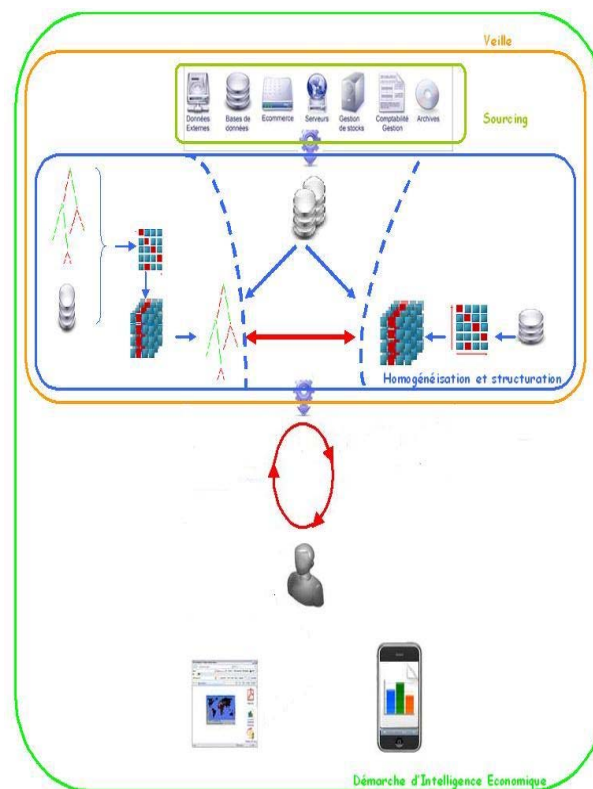 Veille
Données Externes
Bases de données
Ecommerce
Serveurs
Gestion de stocks
Comptabilité Gestion
Archives
Sourcing
Homogénéisation et structuration
Démarche d'Intelligence Economique